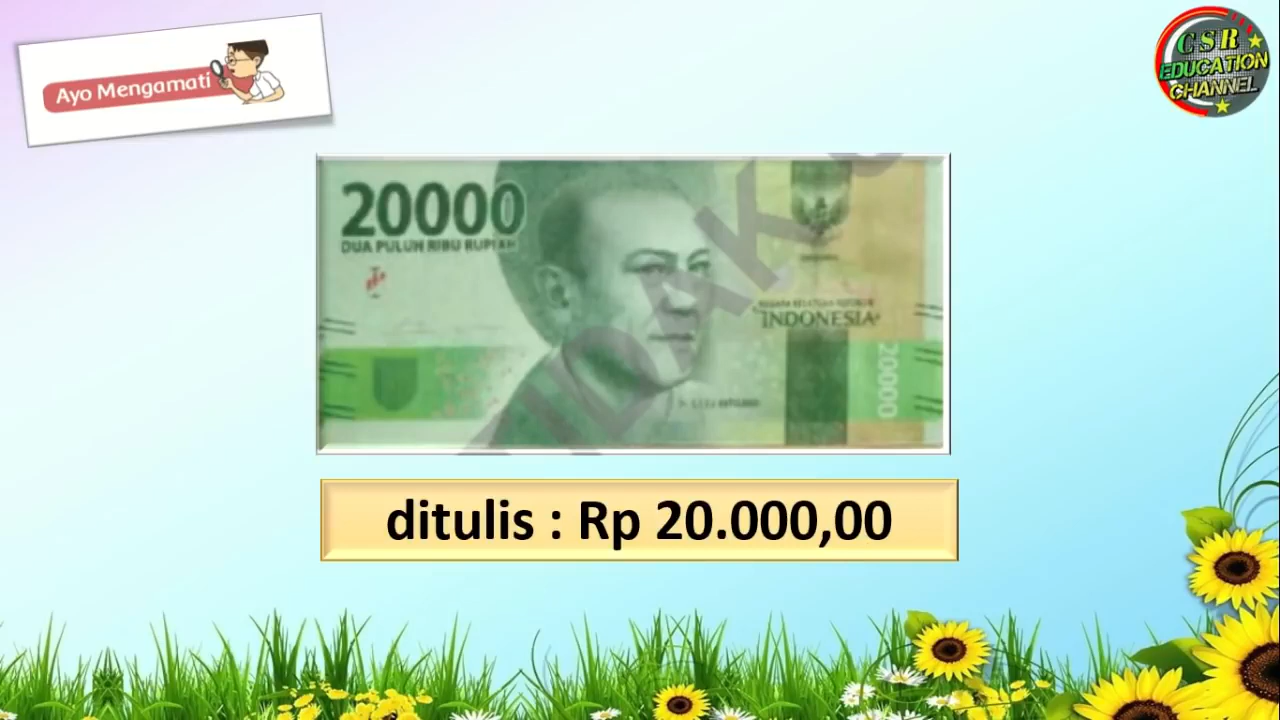 Ayo Mengamati
CSR
EDUCATION
CHANNEL
20000
DUA PULUH RIBU RUPIAH
INDONESIA
20000
ditulis : Rp 20.000,00